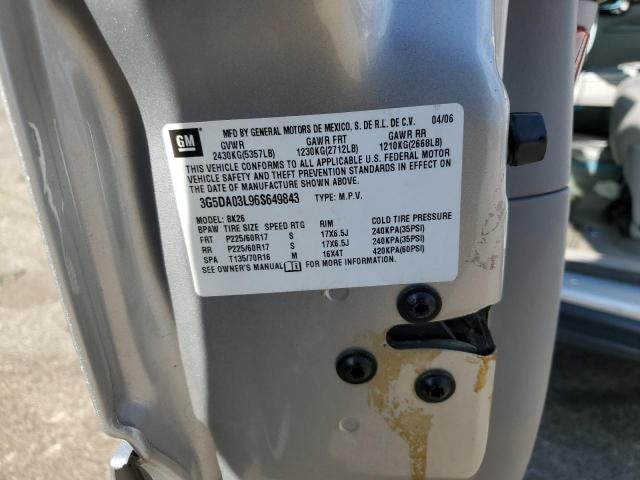 GM
MFD BY GENERAL MOTORS DE MEXICO, S. DE R.L. DE C.V. 04/06
GVWR GAWR FRT GAWR RR
2430KG(5357LB) 1230KG(2712LB) 1210KG(2668LB)
THIS VEHICLE CONFORMS TO ALL APPLICABLE U.S. FEDERAL MOTOR
VEHICLE SAFETY AND THEFT PREVENTION STANDARDS IN EFFECT ON
THE DATE OF MANUFACTURE SHOWN ABOVE.
3G5DA03L96S649843 TYPE: M.P.V.
MODEL: BK26
BPAW TIRE SIZE SPEED RTG RIM COLD TIRE PRESSURE
FRT P225/60R17 S 17X6.5J 240KPA(35PSI)
RR P225/60R17 S 17X6.5J 240KPA(35PSI)
SPA T135/70R16 M 16X4T 420KPA(60PSI)
SEE OWNER'S MANUAL FOR MORE INFORMATION.